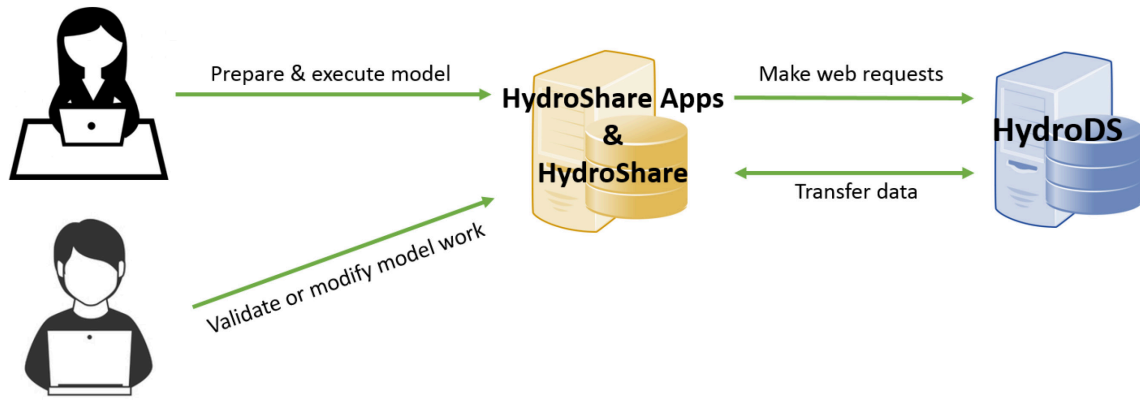 Prepare & execute model
HydroShare Apps
&
HydroShare
Make web requests
HydroDS
Transfer data
Validate or modify model work